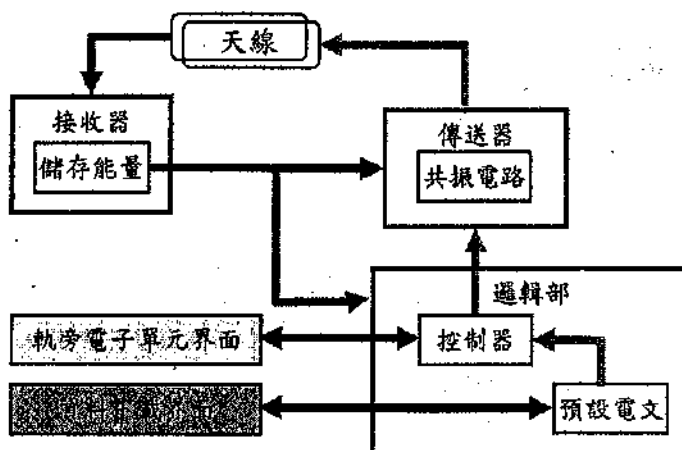 天線
接收器
儲存能量
傳送器
共振電路
邏輯部
軌旁電子單元界面
控制器
預設電文